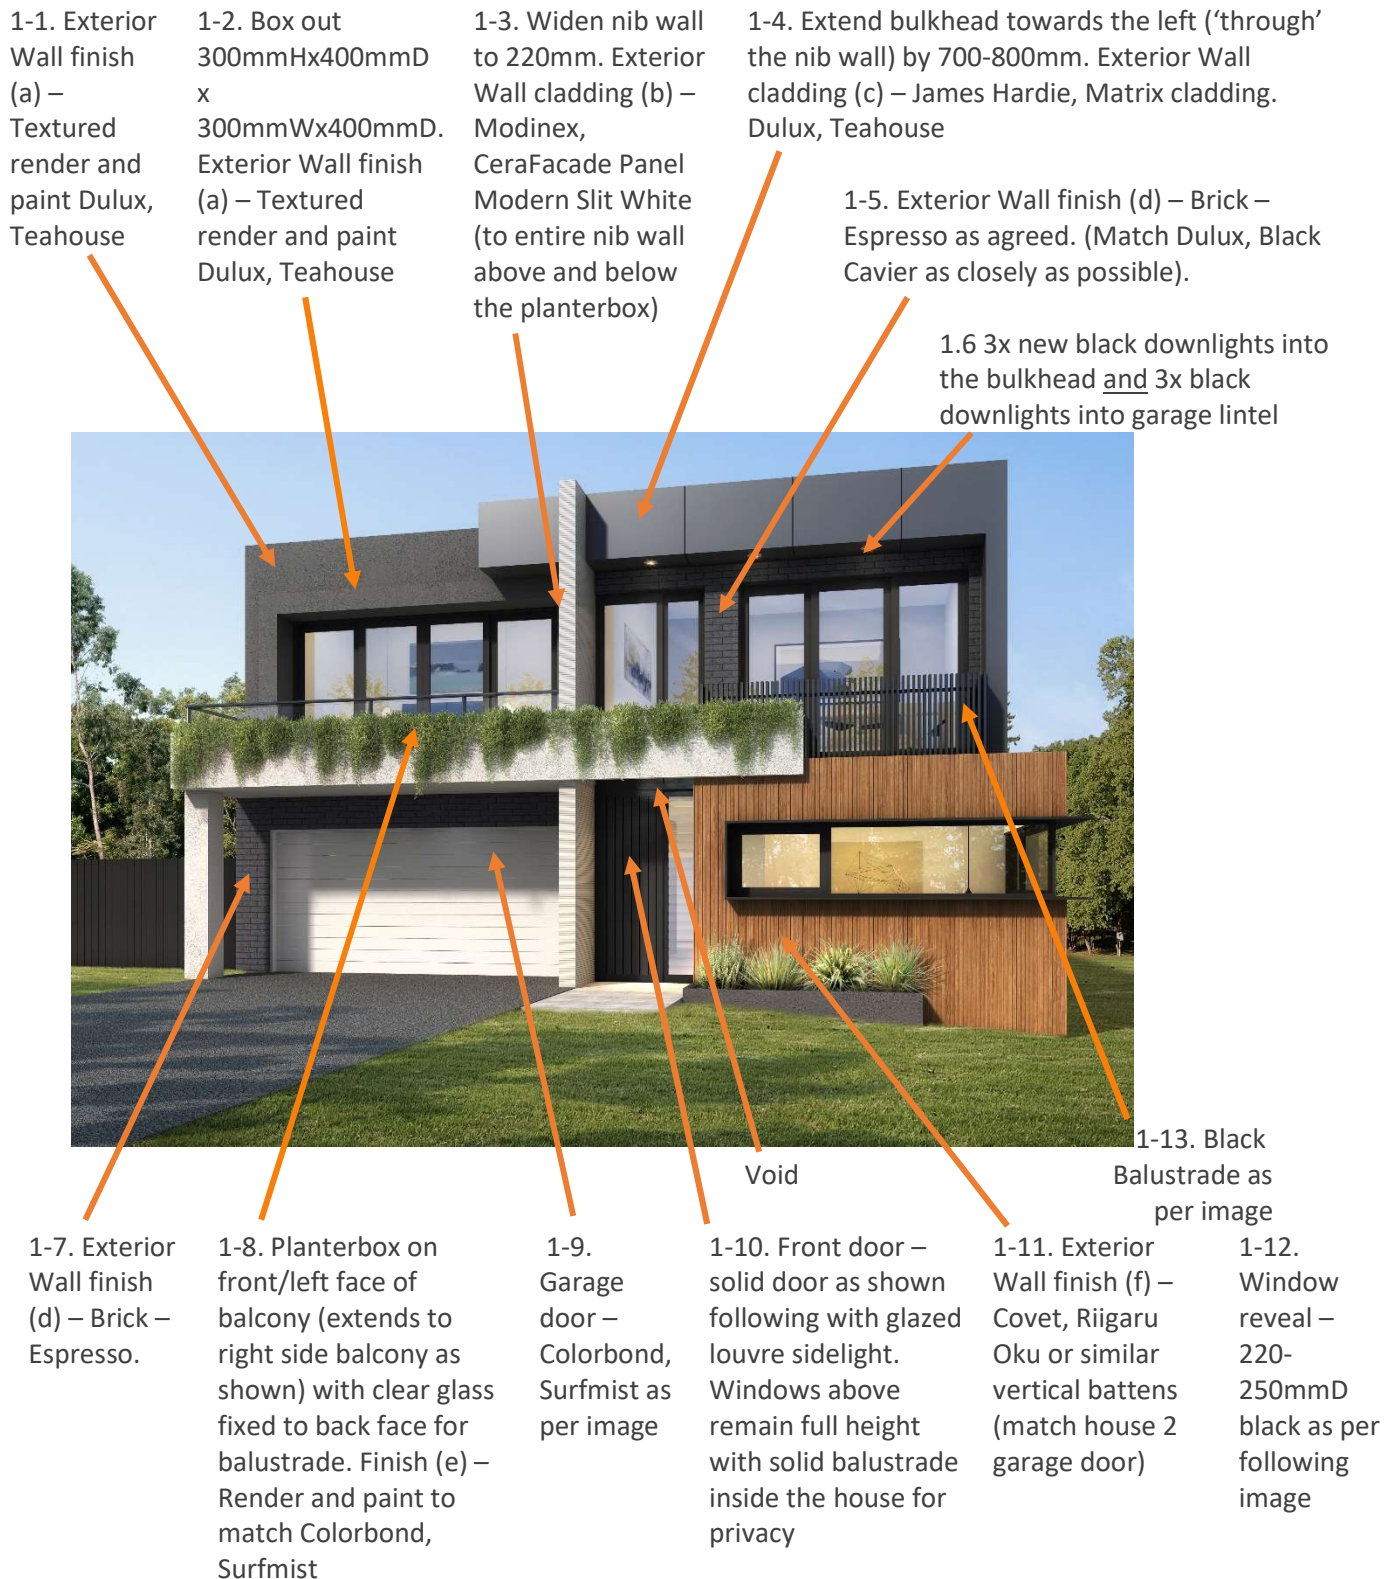 1-1. Exterior
Wall finish
(a) –
Textured
render and
paint Dulux,
Teahouse
1-2. Box out
300mmHx400mmD
x
300mmWx400mmD.
Exterior Wall finish
(a) – Textured
render and paint
Dulux, Teahouse
1-3. Widen nib wall
to 220mm. Exterior
Wall cladding (b) –
Modinex,
CeraFacade Panel
Modern Slit White
(to entire nib wall
above and below
the planterbox)
1-4. Extend bulkhead towards the left (‘through’
the nib wall) by 700-800mm. Exterior Wall
cladding (c) – James Hardie, Matrix cladding.
Dulux, Teahouse
1-5. Exterior Wall finish (d) – Brick –
Espresso as agreed. (Match Dulux, Black
Cavier as closely as possible).
1.6 3x new black downlights into
the bulkhead and 3x black
downlights into garage lintel
Void
1-13. Black
Balustrade as
per image
1-7. Exterior
Wall finish
(d) – Brick –
Espresso.
1-8. Planterbox on
front/left face of
balcony (extends to
right side balcony as
shown) with clear glass
fixed to back face for
balustrade. Finish (e) –
Render and paint to
match Colorbond,
Surfmist
1-9.
Garage
door –
Colorbond,
Surfmist as
per image
1-10. Front door –
solid door as shown
following with glazed
louvre sidelight.
Windows above
remain full height
with solid balustrade
inside the house for
privacy
1-11. Exterior
Wall finish (f) –
Covet, Riigaru
Oku or similar
vertical battens
(match house 2
garage door)
1-12.
Window
reveal –
220-
250mmD
black as per
following
image